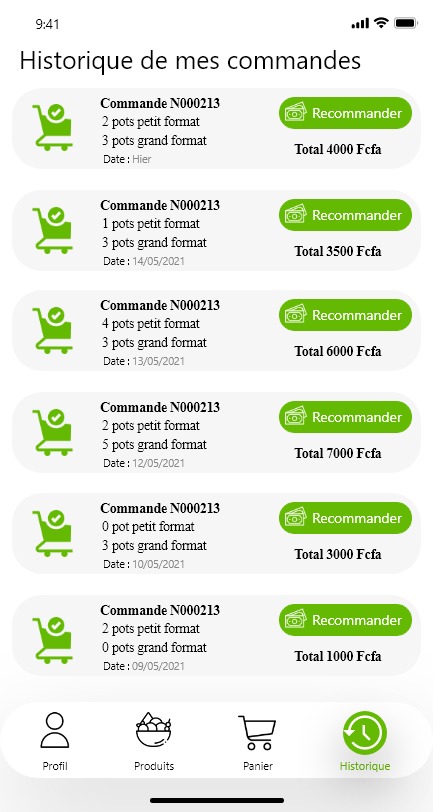 9:41
Historique de mes commandes
Commande N000213
2 pots petit format
3 pots grand format
Date : Hier
Recommander
Total 4000 Fcfa
Commande N000213
1 pots petit format
3 pots grand format
Date : 14/05/2021
Recommander
Total 3500 Fcfa
Commande N000213
4 pots petit format
3 pots grand format
Date : 13/05/2021
Recommander
Total 6000 Fcfa
Commande N000213
2 pots petit format
5 pots grand format
Date : 12/05/2021
Recommander
Total 7000 Fcfa
Commande N000213
0 pot petit format
3 pots grand format
Date : 10/05/2021
Recommander
Total 3000 Fcfa
Commande N000213
2 pots petit format
0 pots grand format
Date : 09/05/2021
Recommander
Total 1000 Fcfa
Profil
Produits
Panier
Historique